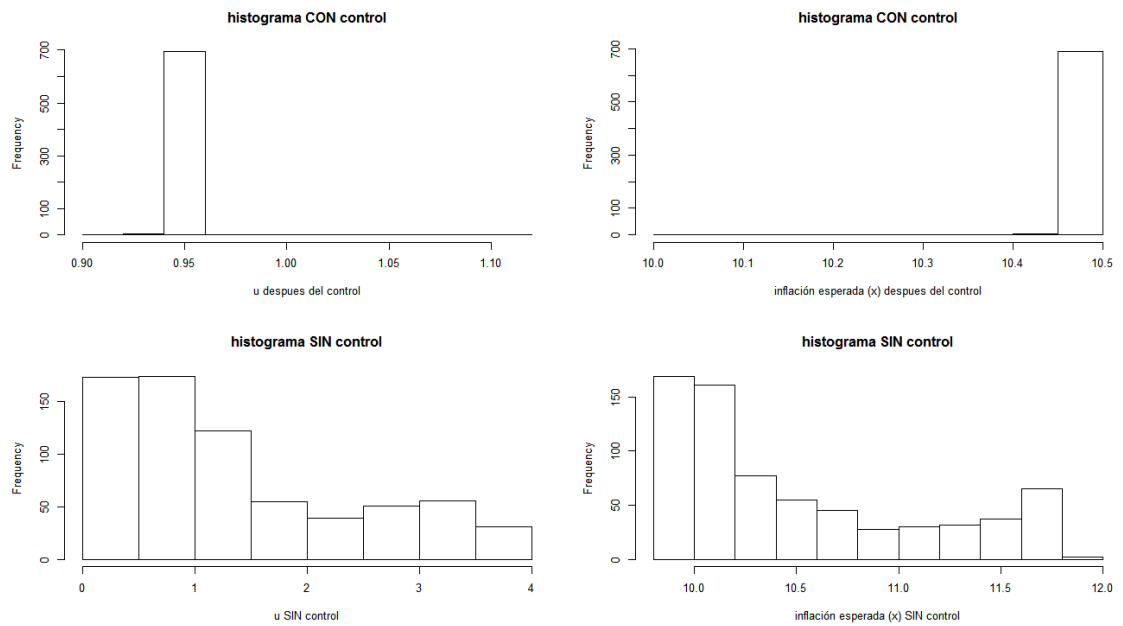 histograma CON control
Frequency
0 100 300 500 700
0.90 0.95 1.00 1.05 1.10
u despues del control
histograma CON control
Frequency
0 100 300 500 700
10.0 10.1 10.2 10.3 10.4 10.5
inflación esperada (x) despues del control
histograma SIN control
Frequency
0 50 100 150
0 1 2 3 4
u SIN control
histograma SIN control
Frequency
0 50 100 150
10.0 10.5 11.0 11.5 12.0
inflación esperada (x) SIN control